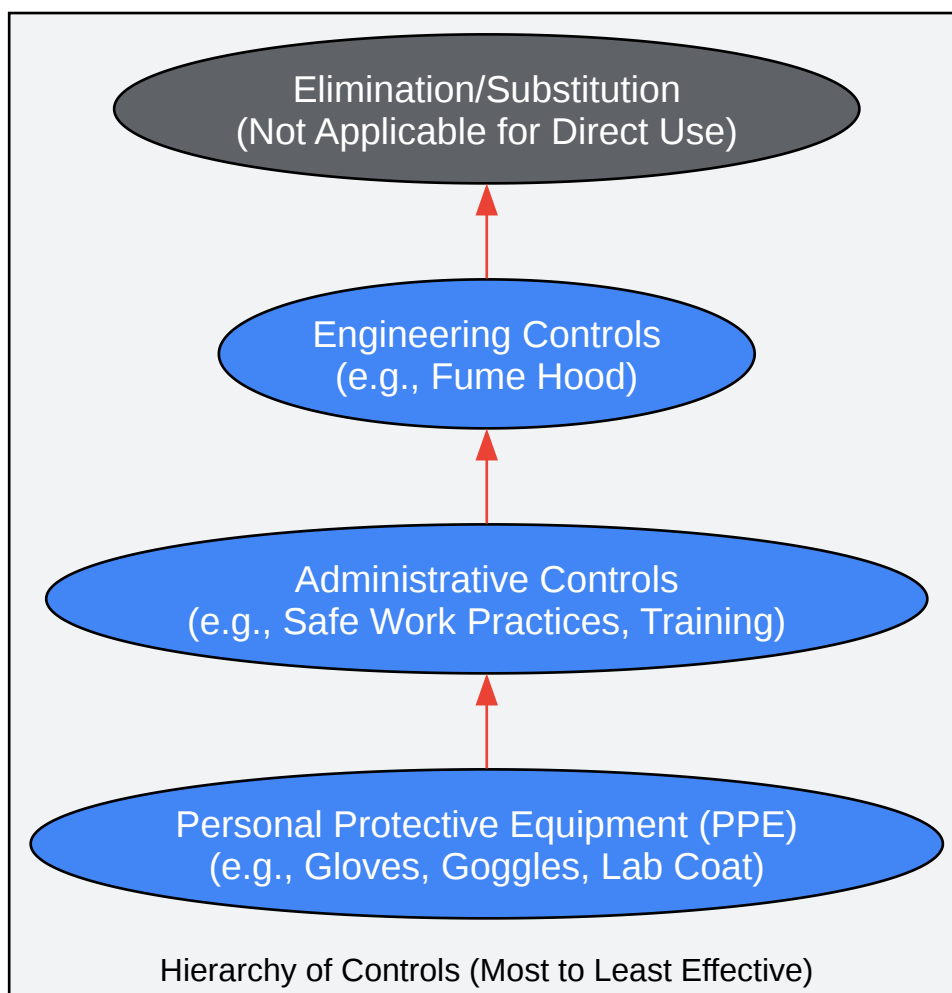 Elimination/Substitution
(Not Applicable for Direct Use)
Engineering Controls
(e.g., Fume Hood)
Administrative Controls
(e.g., Safe Work Practices, Training)
Personal Protective Equipment (PPE)
(e.g., Gloves, Goggles, Lab Coat)
Hierarchy of Controls (Most to Least Effective)